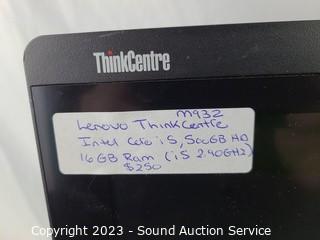 ThinkCentre
M932
Lenovo ThinkCentre
Intel Core i5, 500GB HD
16GB Ram (i5 2.90GHz)
$250
Copyright 2023 - Sound Auction Service